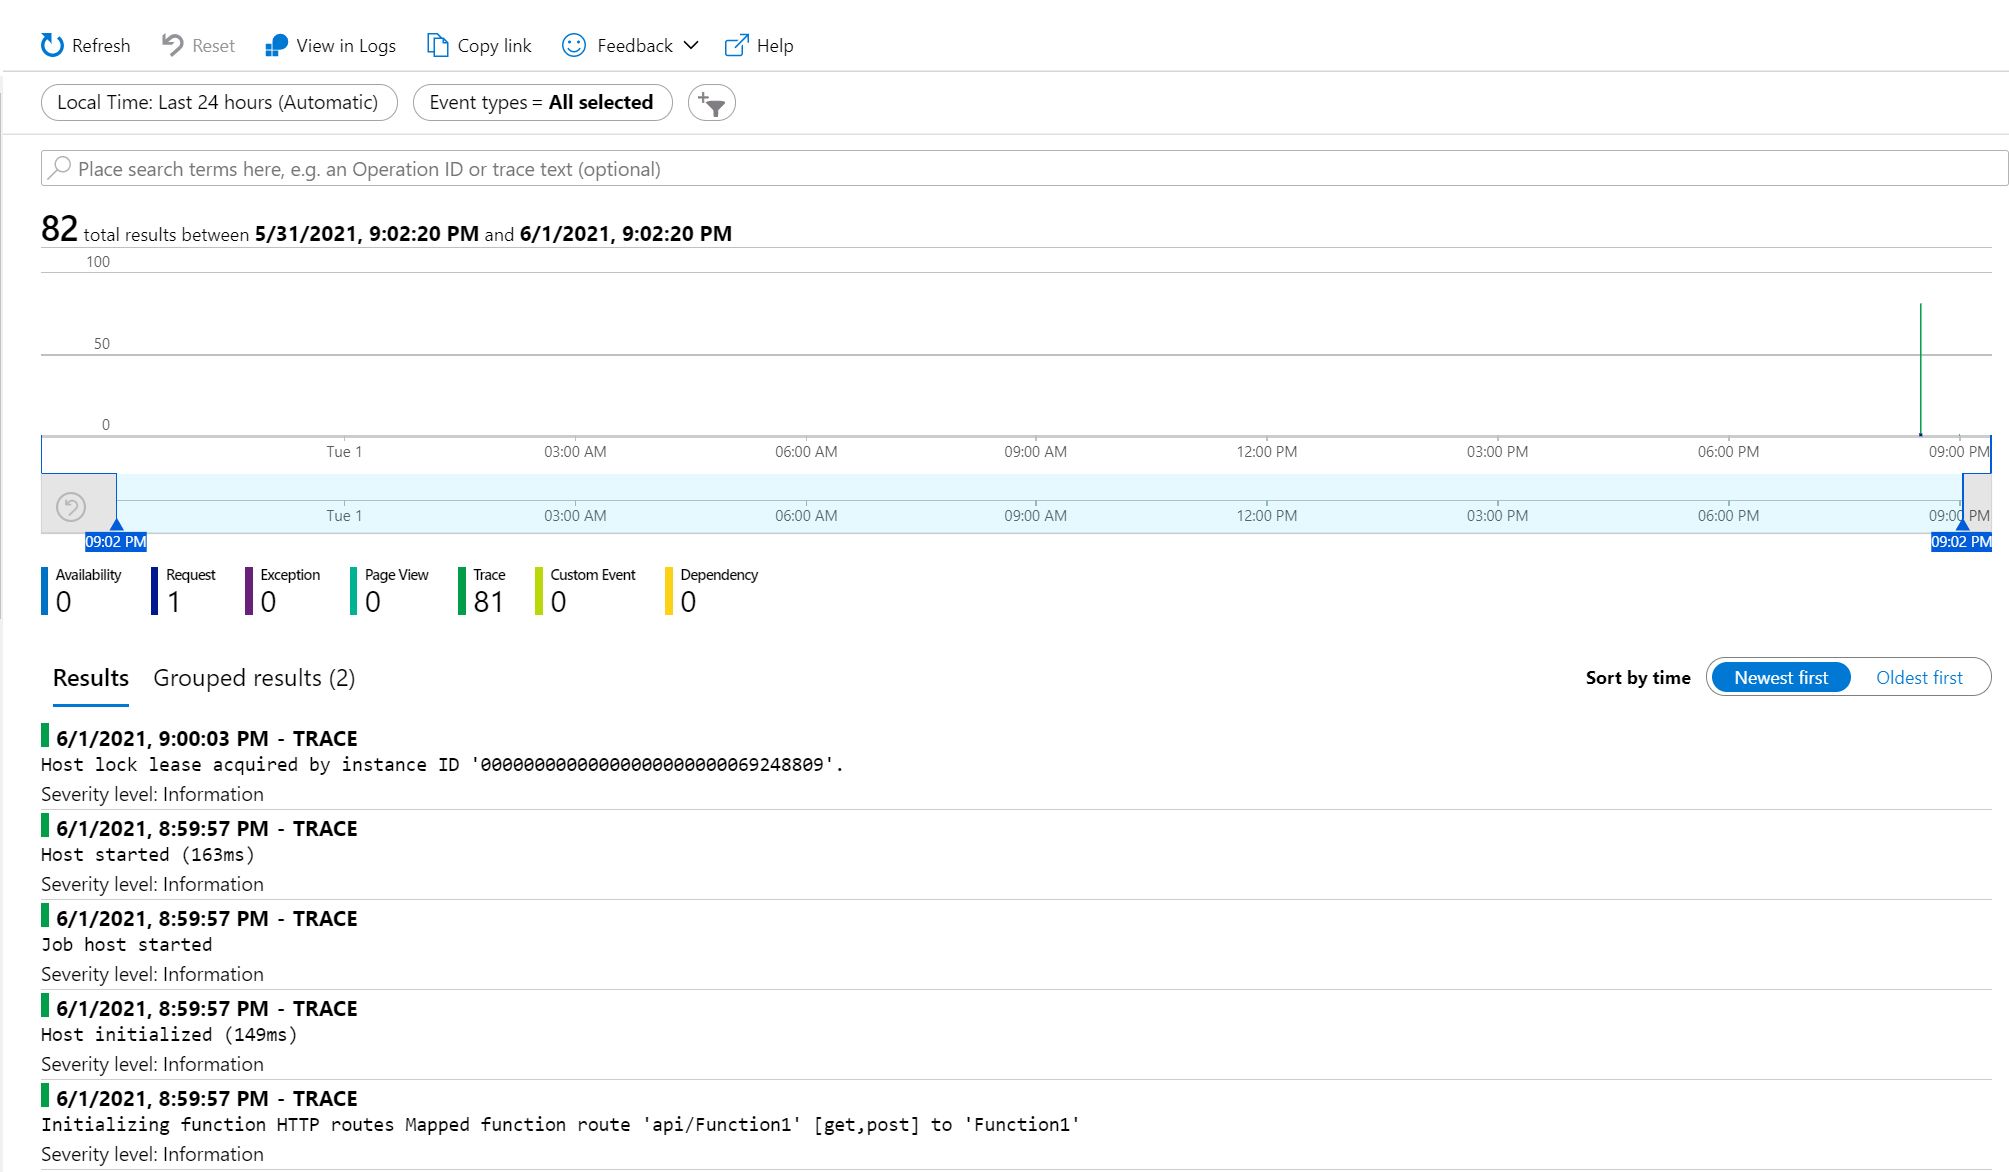 Refresh Reset View in Logs Copy link Feedback Help
Local Time: Last 24 hours (Automatic) Event types = All selected
Place search terms here, e.g. an Operation ID or trace text (optional)
82 total results between 5/31/2021, 9:02:20 PM and 6/1/2021, 9:02:20 PM
100
50
0
Tue 1 03:00 AM 06:00 AM 09:00 AM 12:00 PM 03:00 PM 06:00 PM 09:00 PM
Tue 1 03:00 AM 06:00 AM 09:00 AM 12:00 PM 03:00 PM 06:00 PM 09:00 PM
09:02 PM 09:02 PM
Availability Request Exception Page View Trace Custom Event Dependency
0 1 0 0 81 0 0
Results Grouped results (2) Sort by time Newest first Oldest first
6/1/2021, 9:00:03 PM - TRACE
Host lock lease acquired by instance ID '00000000000000000000000069248809'.
Severity level: Information
6/1/2021, 8:59:57 PM - TRACE
Host started (163ms)
Severity level: Information
6/1/2021, 8:59:57 PM - TRACE
Job host started
Severity level: Information
6/1/2021, 8:59:57 PM - TRACE
Host initialized (149ms)
Severity level: Information
6/1/2021, 8:59:57 PM - TRACE
Initializing function HTTP routes Mapped function route 'api/Function1' [get,post] to 'Function1'
Severity level: Information